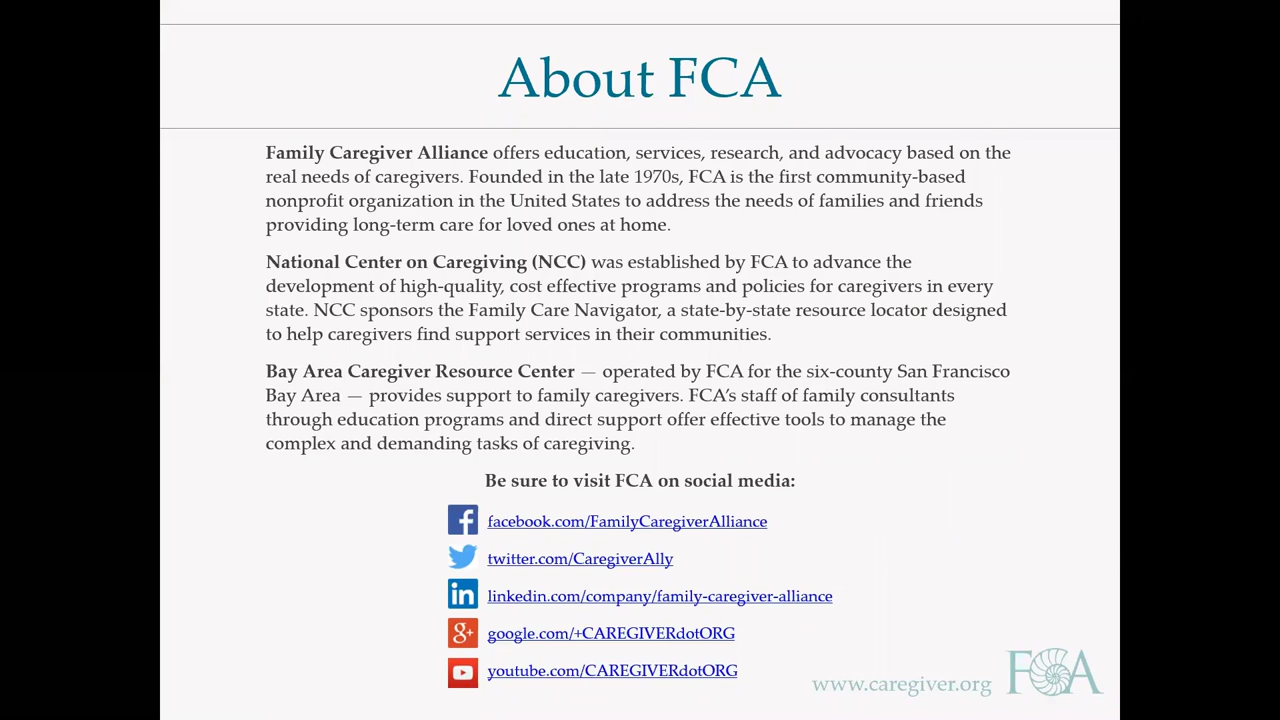 About FCA
Family Caregiver Alliance offers education, services, research, and advocacy based on the
real needs of caregivers. Founded in the late 1970s, FCA is the first community-based
nonprofit organization in the United States to address the needs of families and friends
providing long-term care for loved ones at home.
National Center on Caregiving (NCC) was established by FCA to advance the
development of high-quality, cost effective programs and policies for caregivers in every
state. NCC sponsors the Family Care Navigator, a state-by-state resource locator designed
to help caregivers find support services in their communities.
Bay Area Caregiver Resource Center — operated by FCA for the six-county San Francisco
Bay Area — provides support to family caregivers. FCA's staff of family consultants
through education programs and direct support offer effective tools to manage the
complex and demanding tasks of caregiving.
Be sure to visit FCA on social media:
facebook.com/FamilyCaregiverAlliance
twitter.com/CaregiverAlly
in linkedin.com/company/family-caregiver-alliance
g+ google.com/+CAREGIVERdotORG
youtube.com/CAREGIVERdotORG
www.caregiver.org FCA